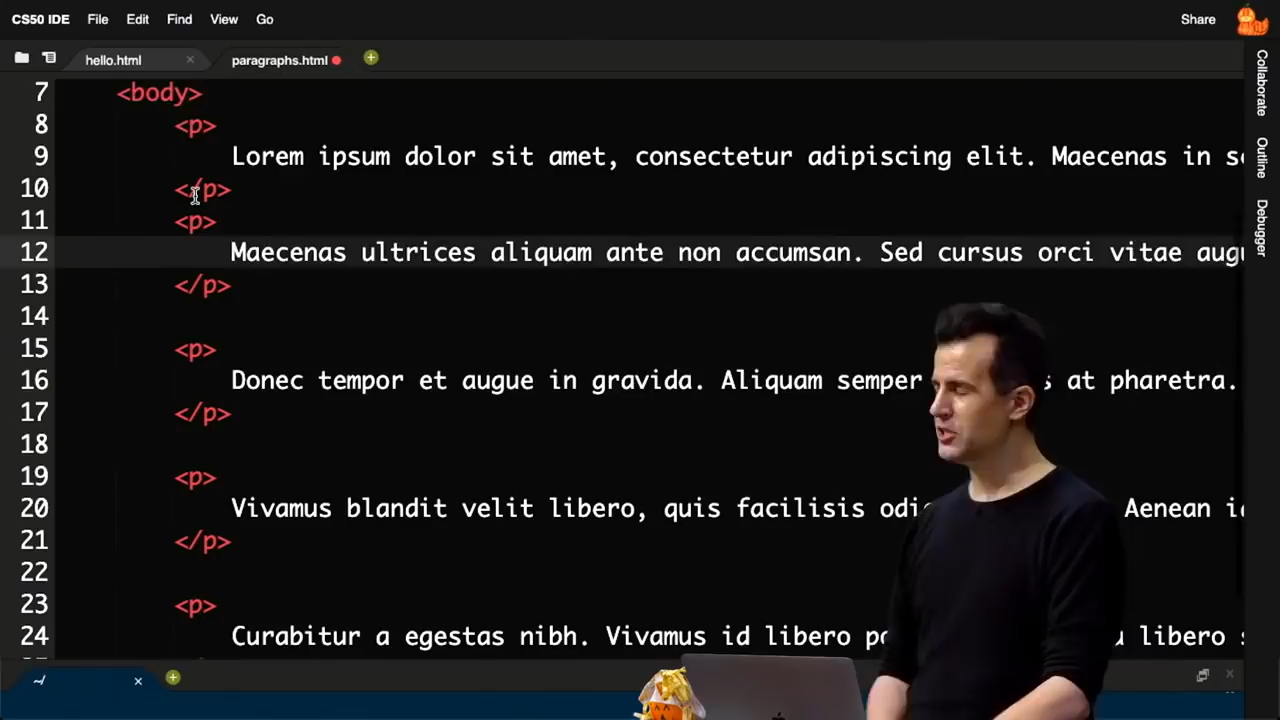 CS50 IDE File Edit Find View Go Share
hello.html paragraphs.html
Collaborate
Outline
Debugger
7 <body>
8 <p>
9 Lorem ipsum dolor sit amet, consectetur adipiscing elit. Maecenas in
10 </p>
11 <p>
12 Maecenas ultrices aliquam ante non accumsan. Sed cursus orci vitae
13 </p>
14
15 <p>
16 Donec tempor et augue in gravida. Aliquam semper at pharetra.
17 </p>
18
19 <p>
20 Vivamus blandit velit libero, quis facilisis Aenean
21 </p>
22
23 <p>
24 Curabitur a egestas nibh. Vivamus id libero libero
~/